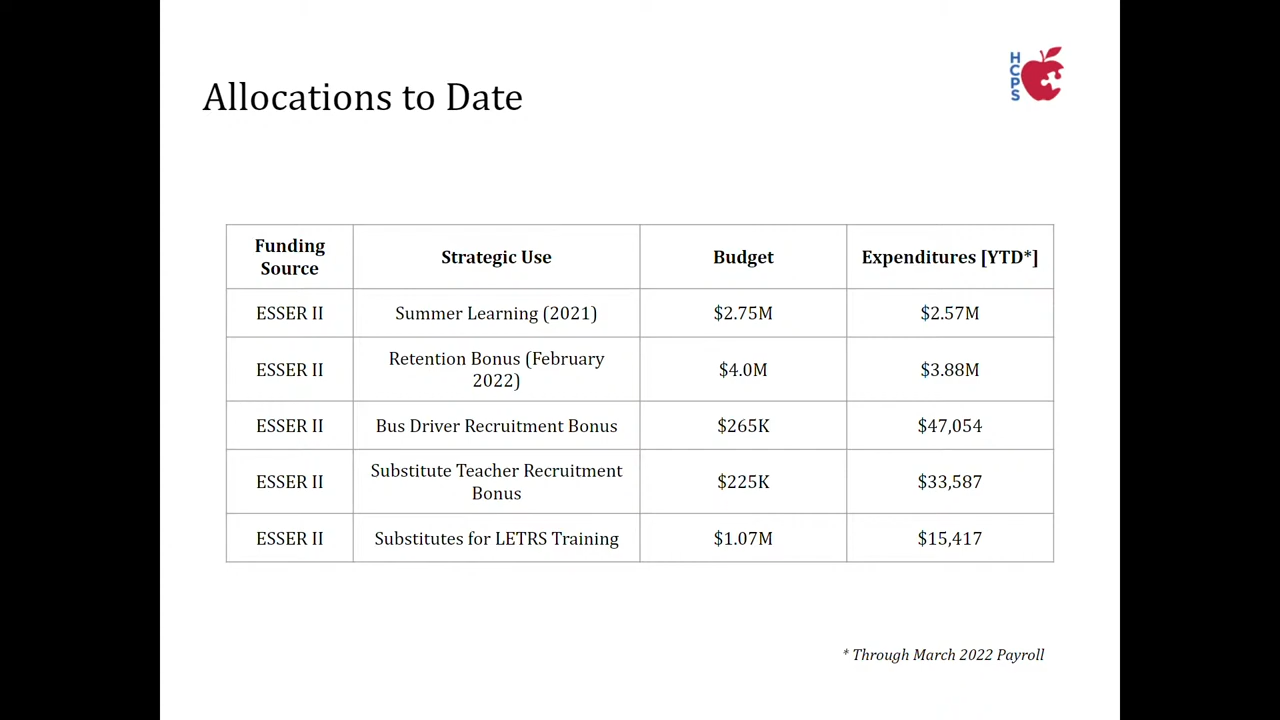 HCPS
Allocations to Date
Funding
Source
Strategic Use
Budget
Expenditures [YTD*]
ESSER II
Summer Learning (2021)
$2.75M
$2.57M
ESSER II
Retention Bonus (February
2022)
$4.0M
$3.88M
ESSER II
Bus Driver Recruitment Bonus
$265K
$47,054
ESSER II
Substitute Teacher Recruitment
Bonus
$225K
$33,587
ESSER II
Substitutes for LETRS Training
$1.07M
$15,417
* Through March 2022 Payroll